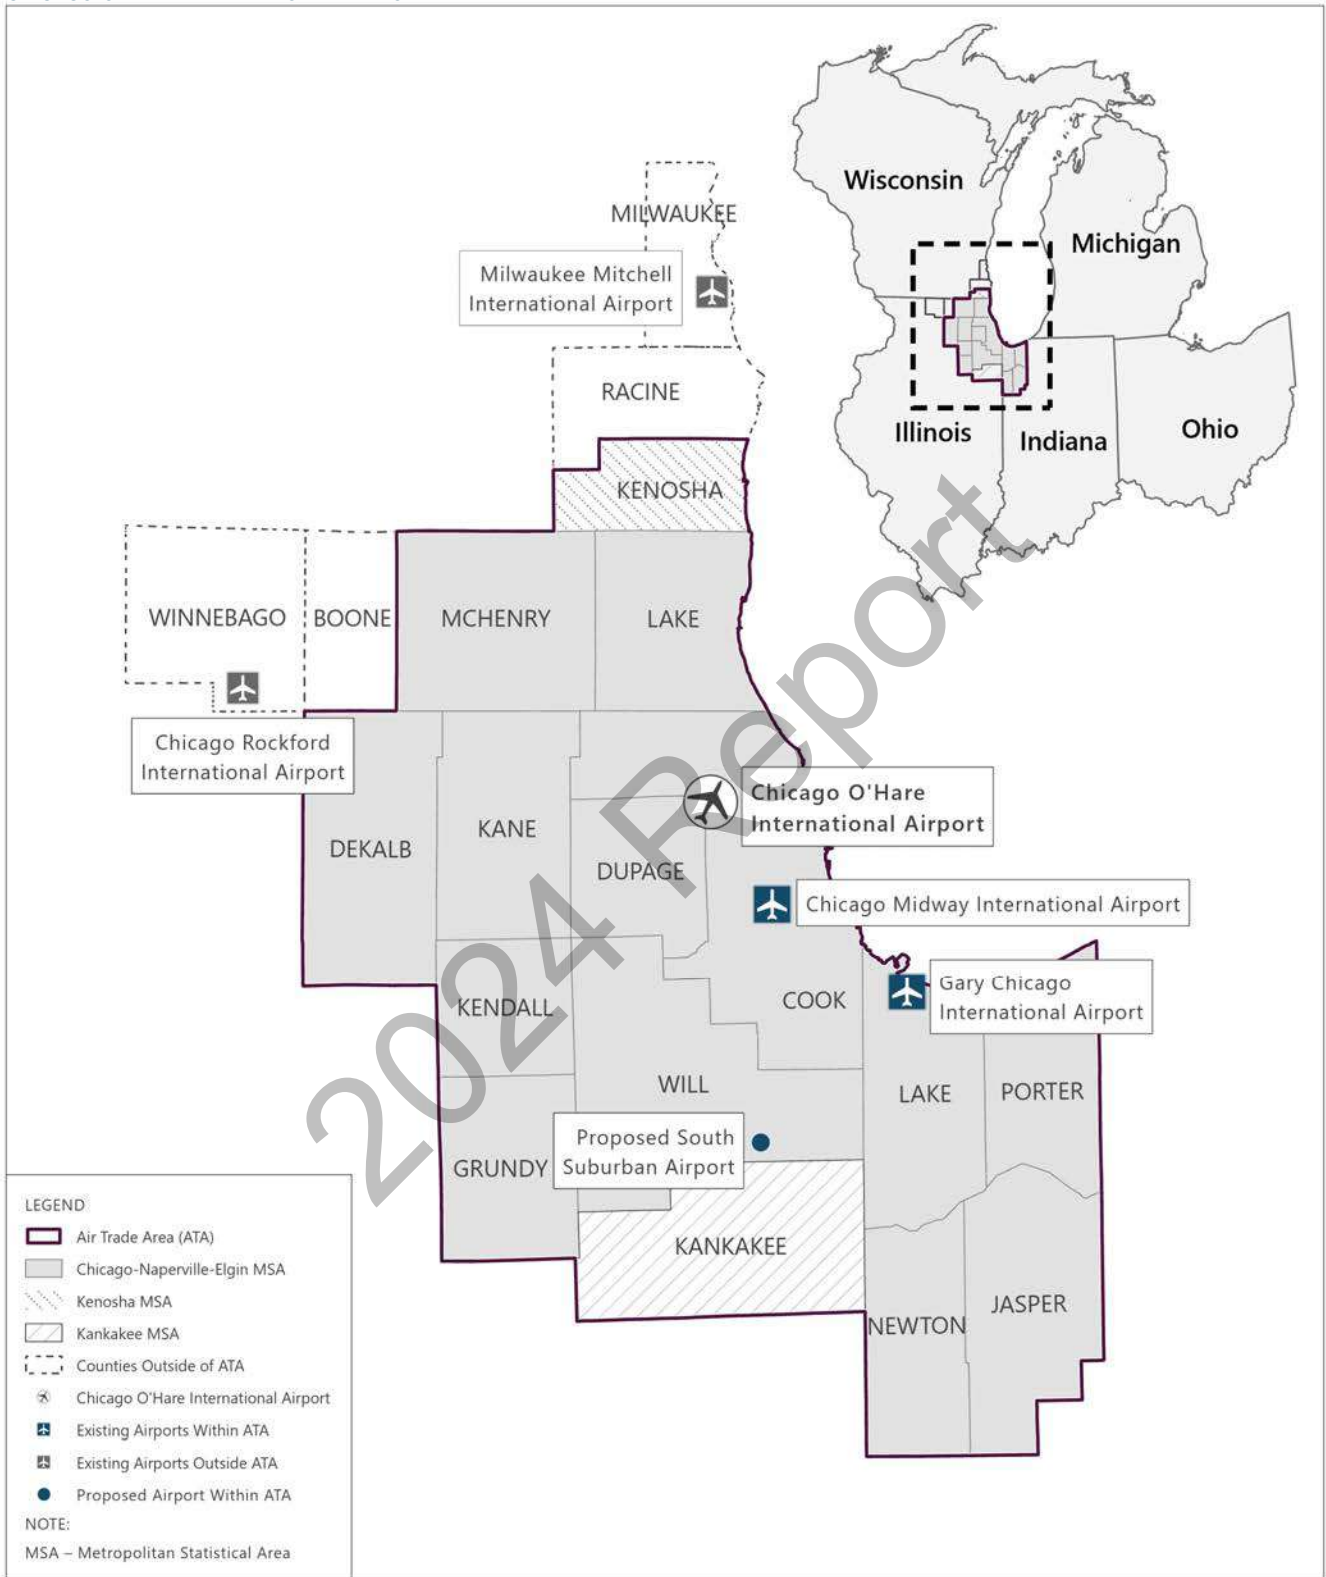 Wisconsin
Michigan
Illinois
Indiana
Ohio
MILWAUKEE
Milwaukee Mitchell
International Airport
RACINE
KENOSHA
WINNEBAGO
BOONE
MCHENRY
LAKE
Chicago Rockford
International Airport
Chicago O'Hare
International Airport
DEKALB
KANE
DUPAGE
Chicago Midway International Airport
Gary Chicago
International Airport
KENDALL
COOK
WILL
LAKE
PORTER
Proposed South
Suburban Airport
GRUNDY
KANKAKEE
NEWTON
JASPER
2024 Report
LEGEND
Air Trade Area (ATA)
Chicago-Naperville-Elgin MSA
Kenosha MSA
Kankakee MSA
Counties Outside of ATA
Chicago O'Hare International Airport
Existing Airports Within ATA
Existing Airports Outside ATA
Proposed Airport Within ATA
NOTE:
MSA – Metropolitan Statistical Area